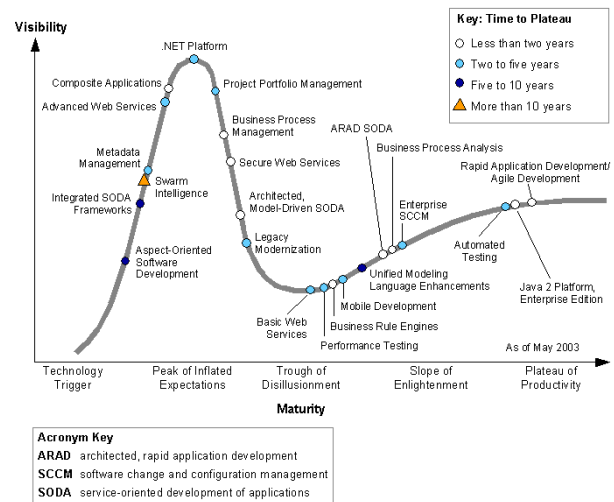 Visibility
.NET Platform
Composite Applications
Advanced Web Services
Metadata
Management
Swarm
Intelligence
Integrated SODA
Frameworks
Aspect-Oriented
Software
Development
Project Portfolio Management
Business Process
Management
Secure Web Services
Architected,
Model-Driven SODA
Legacy
Modernization
Basic Web
Services
Performance Testing
Business Rule Engines
Mobile Development
Unified Modeling
Language Enhancements
ARAD SODA
Business Process Analysis
Enterprise
SCCM
Rapid Application Development/
Agile Development
Automated
Testing
Java 2 Platform,
Enterprise Edition
Key: Time to Plateau
Less than two years
Two to five years
Five to 10 years
More than 10 years
As of May 2003
Technology
Trigger
Peak of Inflated
Expectations
Trough of
Disillusionment
Slope of
Enlightenment
Plateau of
Productivity
Maturity
Acronym Key
ARAD architected, rapid application development
SCCM software change and configuration management
SODA service-oriented development of applications